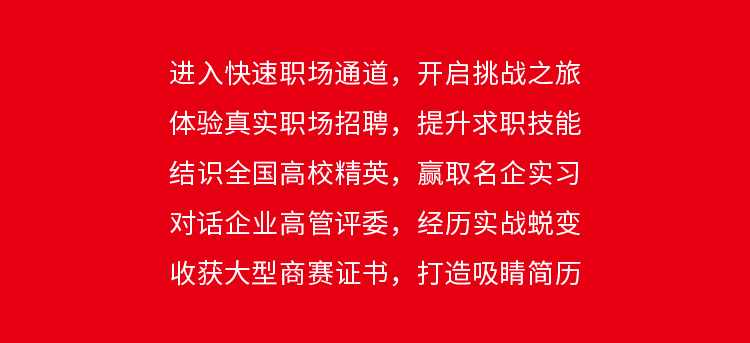 进入快速职场通道，开启挑战之旅
体验真实职场招聘，提升求职技能
结识全国高校精英，赢取名企实习
对话企业高管评委，经历实战蜕变
收获大型商赛证书，打造吸睛简历